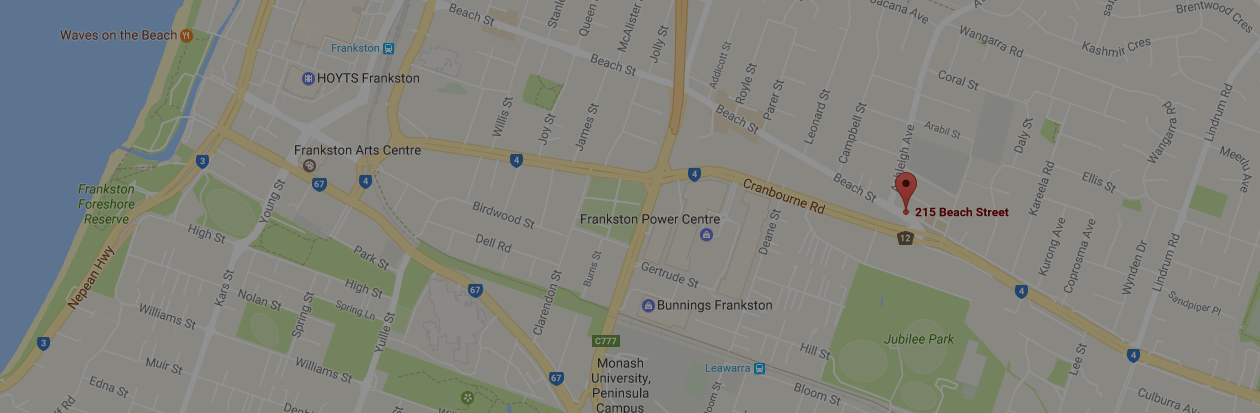 Beach St
Queen
McAlister
Jolly St
Wangarra Rd
Kashmir Cres
Brentwood Cres
Waves on the Beach
Frankston
Beach St
HOYTS Frankston
Addicott St
Royle St
Parer St
Coral St
Lindrum Rd
Willis St
Joy St
James St
Beach St
Leonard St
Campbell St
Arabil St
Daly St
Wangarra Rd
Frankston Arts Centre
3
4
4
67
4
Beach St
Kareela Rd
Ellis St
Meeriu Ave
Frankston
Foreshore
Reserve
Young St
Birdwood St
Frankston Power Centre
Cranbourne Rd
215 Beach Street
12
High St
Dell Rd
Deane St
Park St
Burns St
Gertrude St
Kurong Ave
Coprosma Ave
Wynden Dr
Lindrum Rd
Nepean Hwy
Kars St
Nolan St
High St
67
Clarendon St
4
Sandpiper Pl
Spring St
Spring Ln
Bunnings Frankston
Williams St
Yuille St
C777
Hill St
Jubilee Park
3
Muir St
Williams St
Monash
University,
Peninsula
Campus
Leawarra
Lee St
4
Edna St
67
Bloom St
Culburra Ave